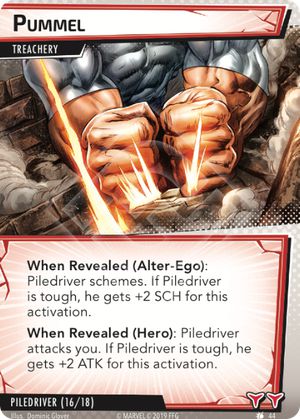 PUMMEL
TREACHERY
When Revealed (Alter-Ego):
Piledriver schemes. If Piledriver
is tough, he gets +2 SCH for this
activation.
When Revealed (Hero): Piledriver
attacks you. If Piledriver is tough, he
gets +2 ATK for this activation.
PILEDRIVER (16/18)
Illus. Dominic Glover
© MARVEL © 2019 FFG
44